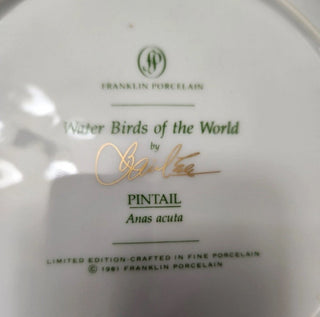 FRANKLIN PORCELAIN
Water Birds of the World
by
PINTAIL
Anas acuta
LIMITED EDITION-CRAFTED IN FINE PORCELAIN
© 1981 FRANKLIN PORCELAIN